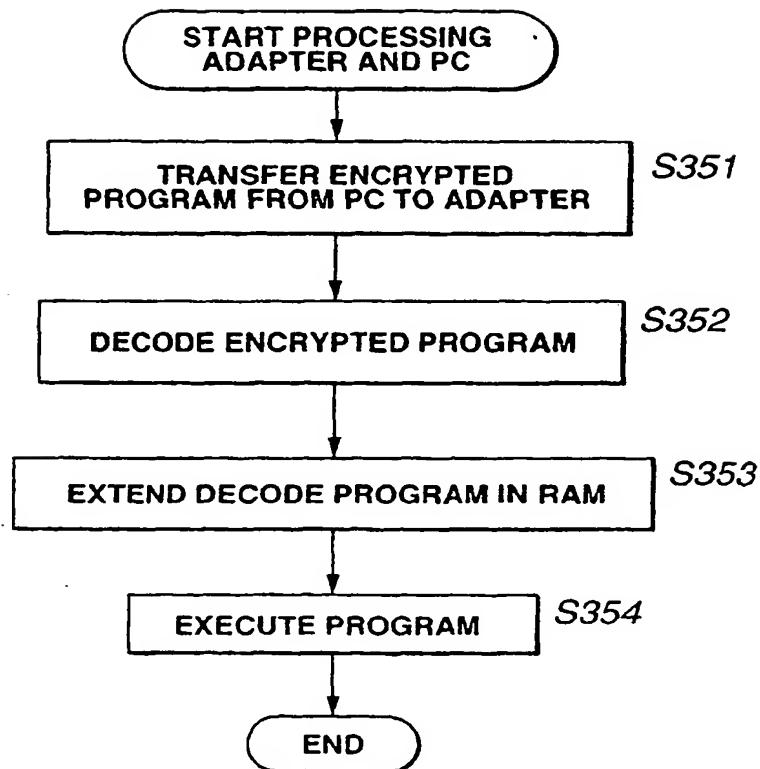 START PROCESSING
ADAPTER AND PC
TRANSFER ENCRYPTED
PROGRAM FROM PC TO ADAPTER
S351
DECODE ENCRYPTED PROGRAM
S352
EXTEND DECODE PROGRAM IN RAM
S353
EXECUTE PROGRAM
S354
END